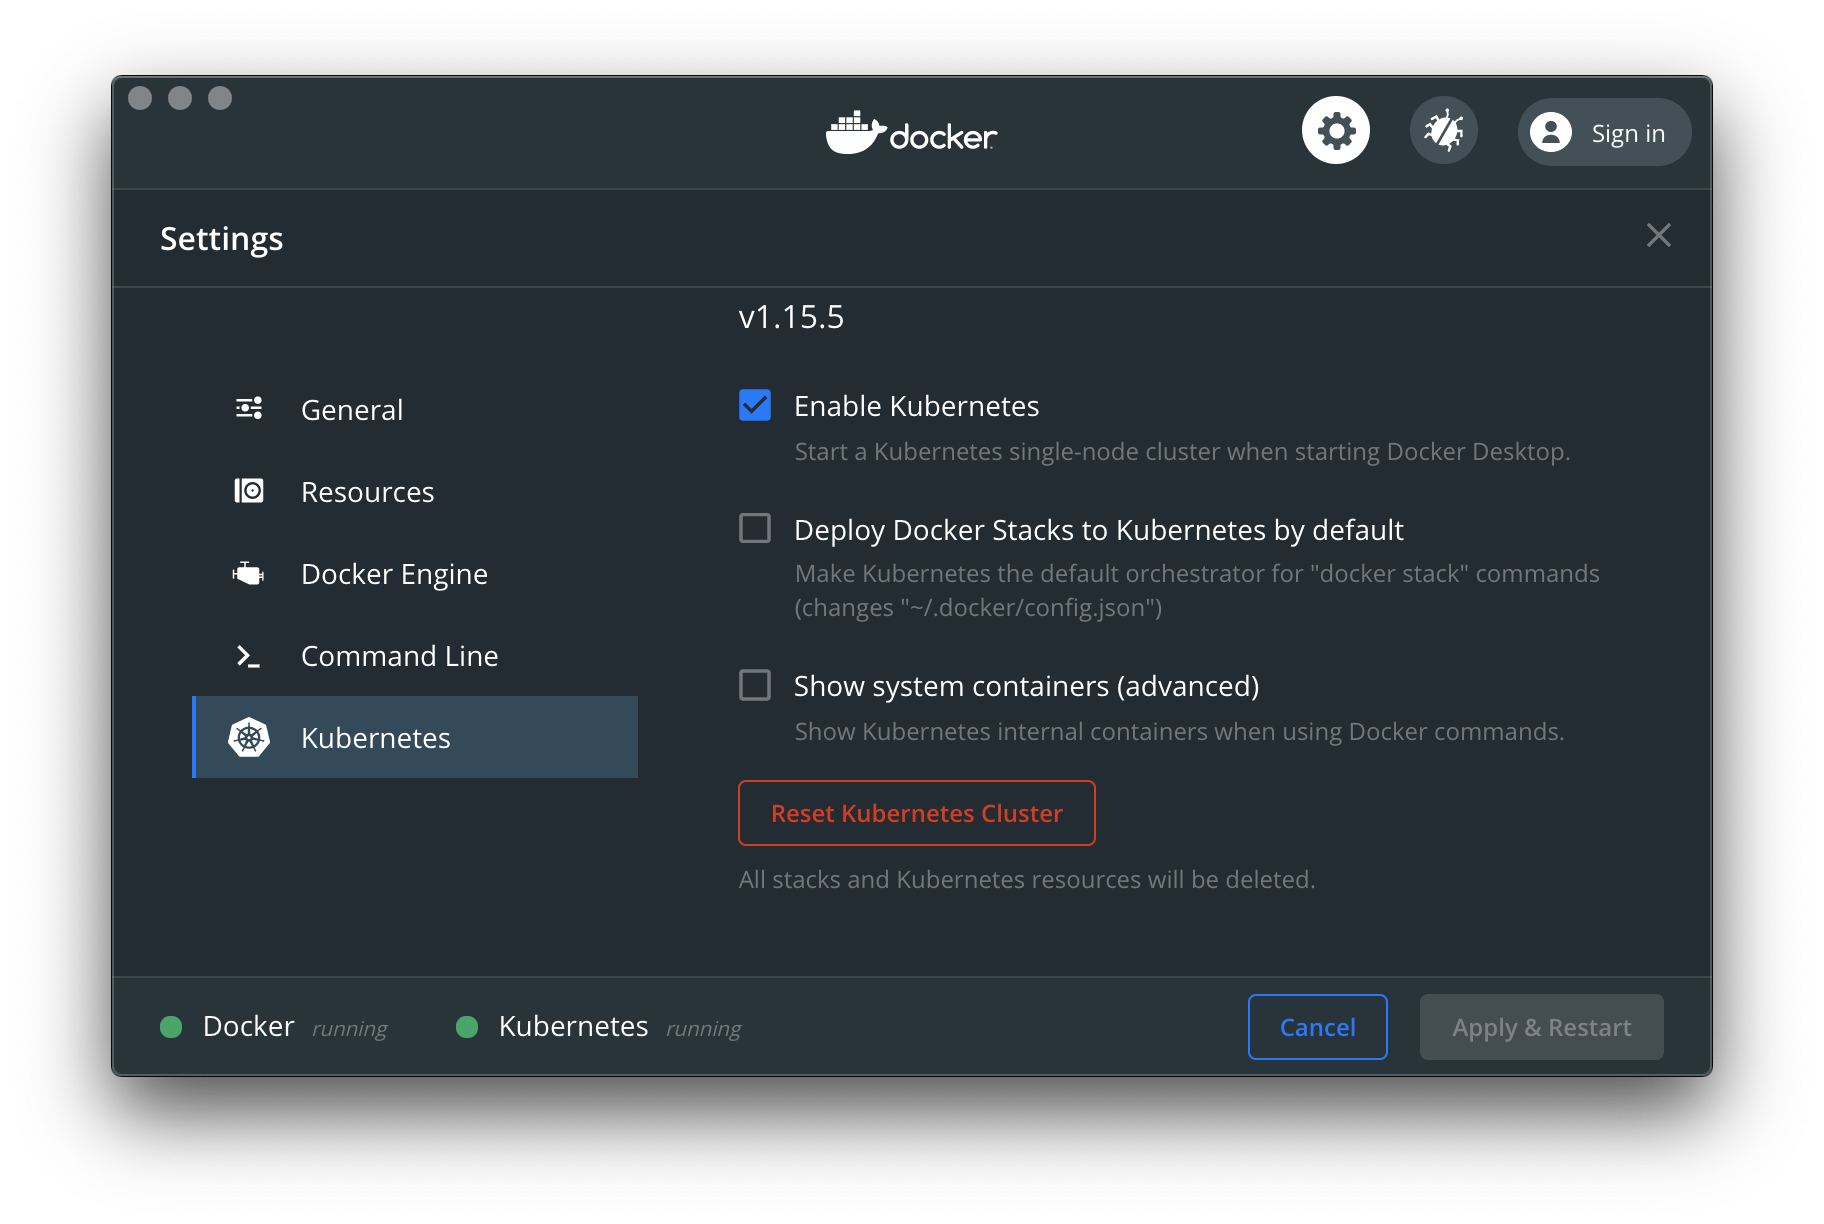 docker
Sign in
Settings
v1.15.5
General
Resources
Docker Engine
Command Line
Kubernetes
Enable Kubernetes
Start a Kubernetes single-node cluster when starting Docker Desktop.
Deploy Docker Stacks to Kubernetes by default
Make Kubernetes the default orchestrator for "docker stack" commands
(changes "~/.docker/config.json")
Show system containers (advanced)
Show Kubernetes internal containers when using Docker commands.
Reset Kubernetes Cluster
All stacks and Kubernetes resources will be deleted.
Docker running Kubernetes running
Cancel Apply & Restart